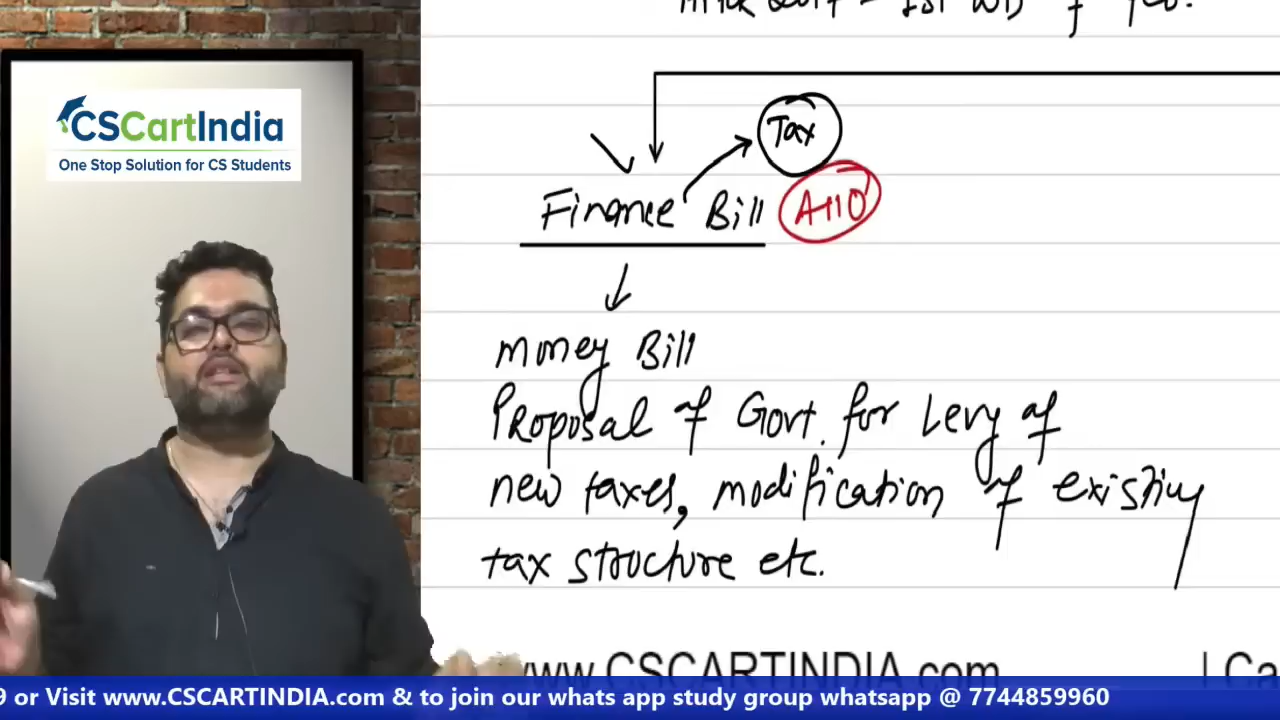 CSCartIndia
One Stop Solution for CS Students
Tax
Finance Bill A110
Money Bill
Proposal of Govt. for Levy of
new taxes, modification of existing
tax structure etc.
www.CSCARTINDIA.com | Ca
9 or Visit www.CSCARTINDIA.com & to join our whats app study group whatsapp @ 7744859960